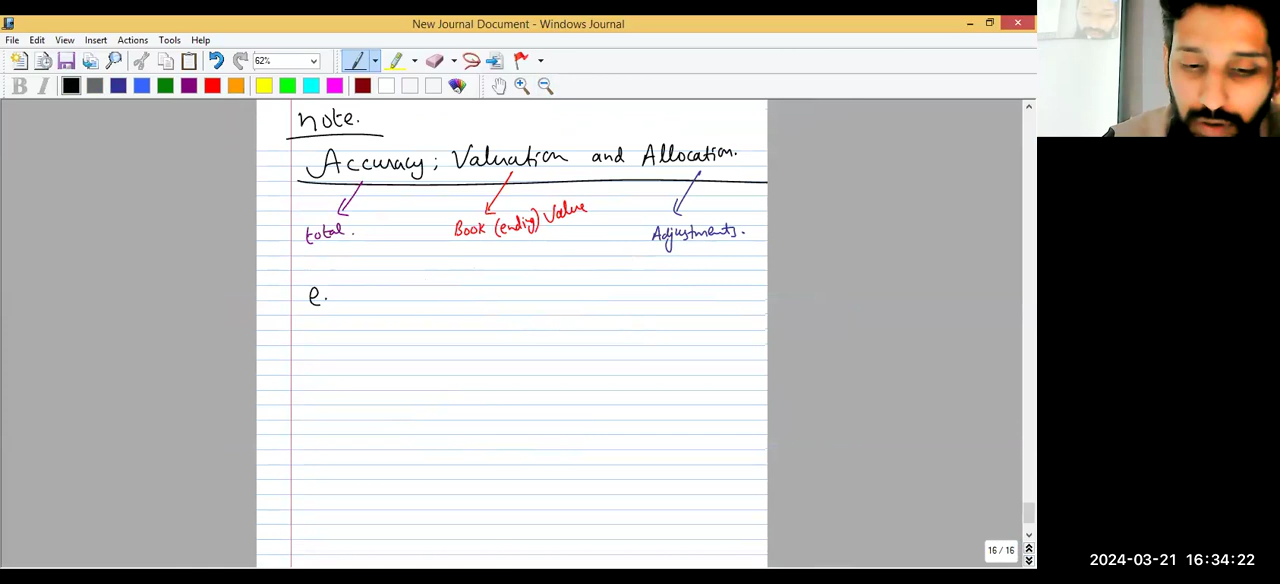 New Journal Document - Windows Journal
File Edit View Insert Actions Tools Help
62%
B I
note.
Accuracy; Valuation and Allocation.
total. Book (endig) Value Adjustments.
e.
16 / 16
2024-03-21 16:34:22